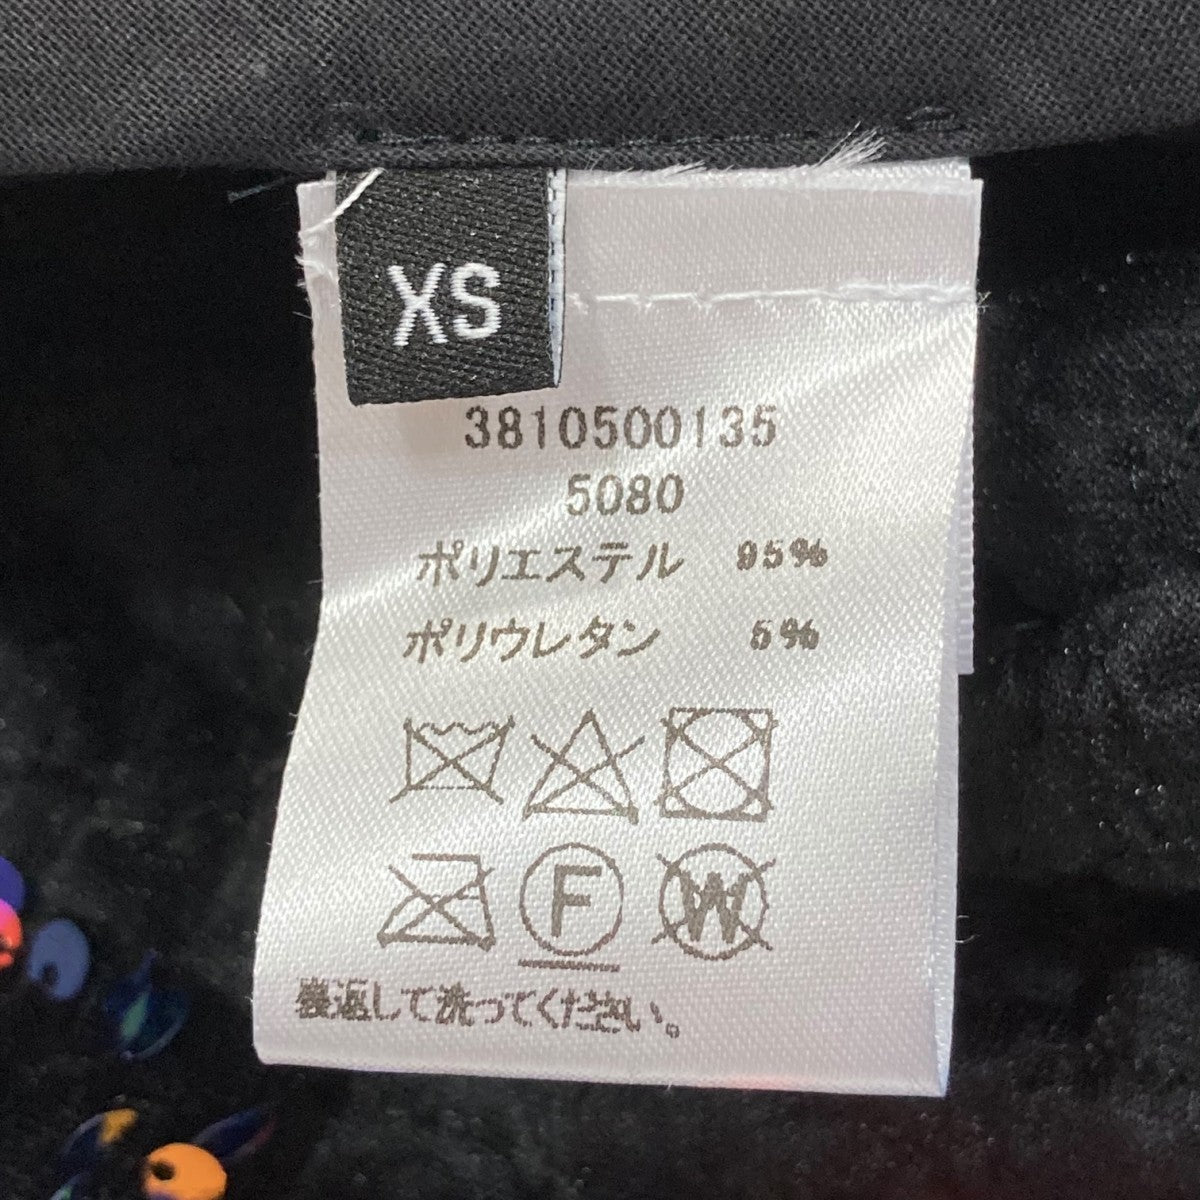 XS
3810500135
5080
ポリエステル 95%
ポリウレタン 5%
F W
裏返して洗ってください。